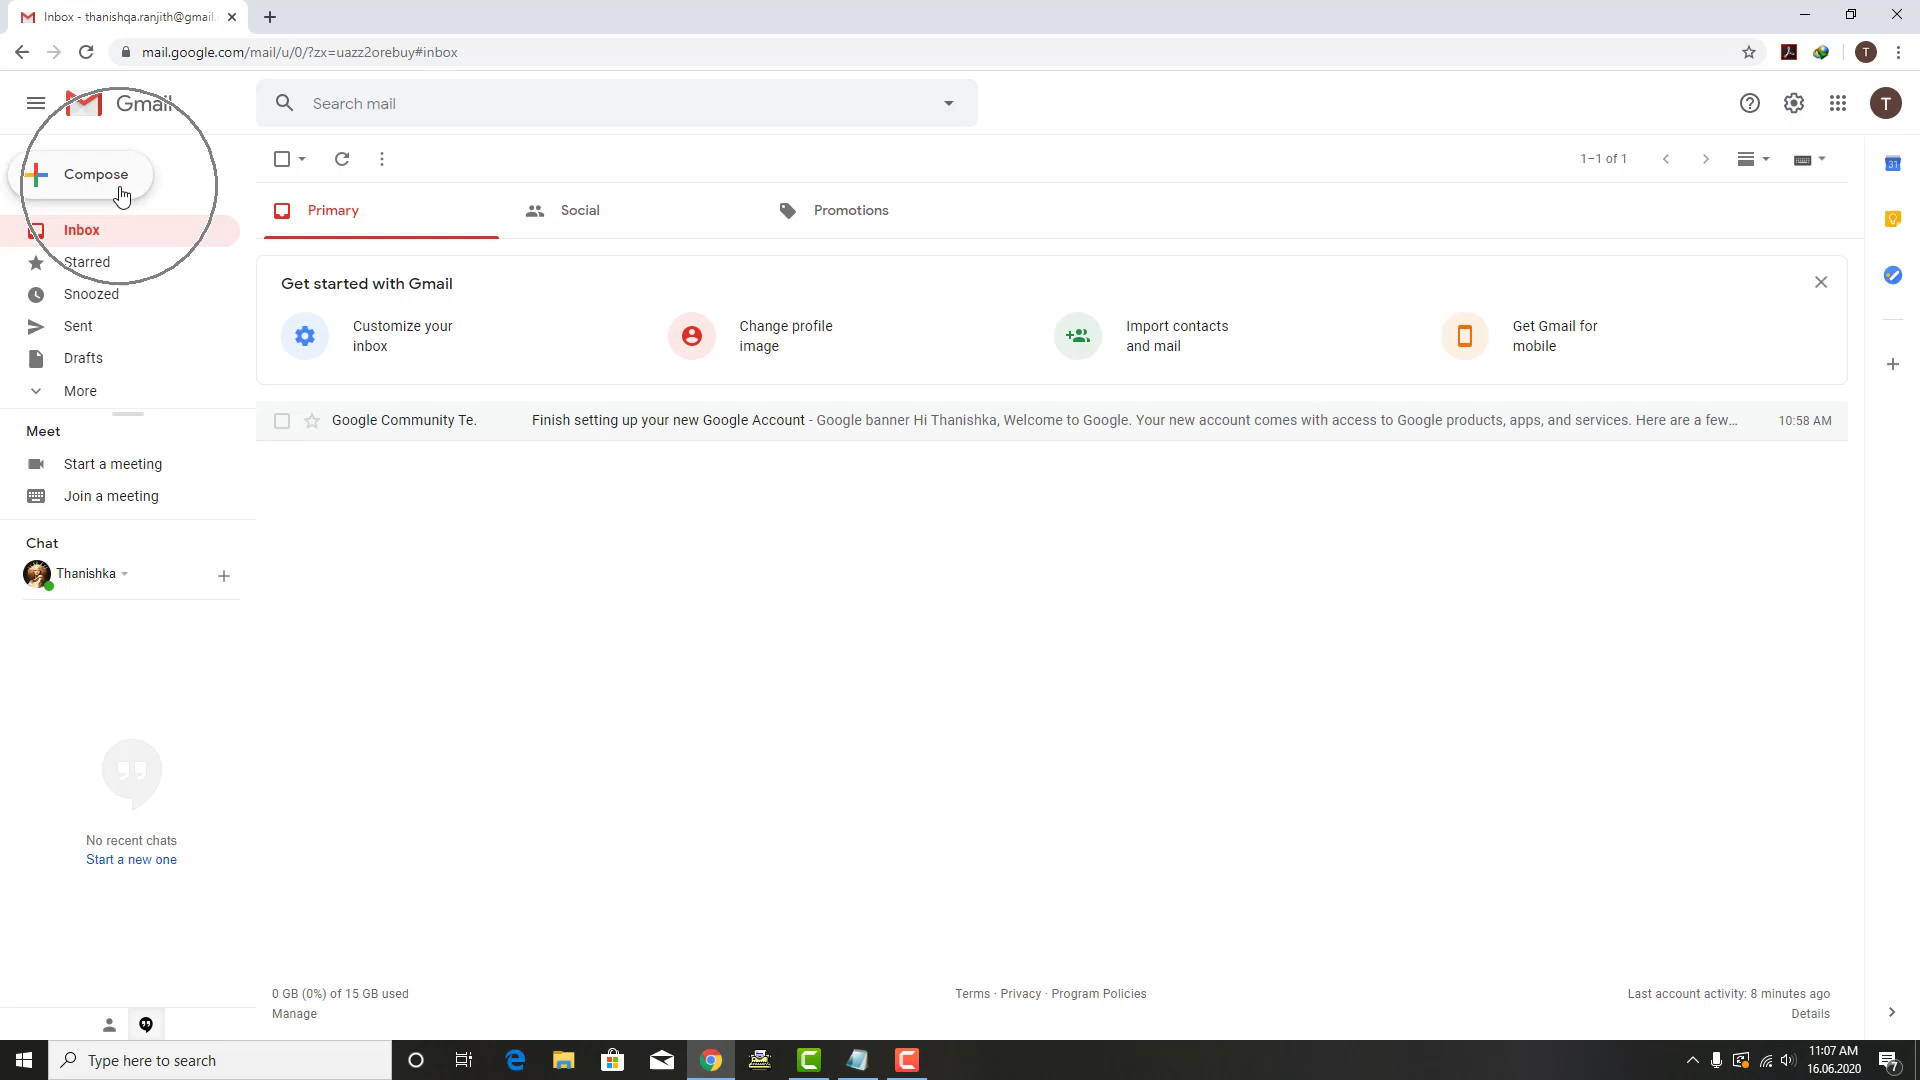 Inbox - thanishqa.ranjith@gmail.
mail.google.com/mail/u/0/?zx=uazz2orebuy#inbox
T
Gmail
Search mail
T
Compose
1–1 of 1
31
Inbox
Primary
Social
Promotions
Starred
Snoozed
Sent
Drafts
More
Get started with Gmail
Customize your
inbox
Change profile
image
Import contacts
and mail
Get Gmail for
mobile
Google Community Te.
Finish setting up your new Google Account - Google banner Hi Thanishka, Welcome to Google. Your new account comes with access to Google products, apps, and services. Here are a few…
10:58 AM
Meet
Start a meeting
Join a meeting
Chat
Thanishka
No recent chats
Start a new one
0 GB (0%) of 15 GB used
Manage
Terms · Privacy · Program Policies
Last account activity: 8 minutes ago
Details
Type here to search
11:07 AM
16.06.2020
7